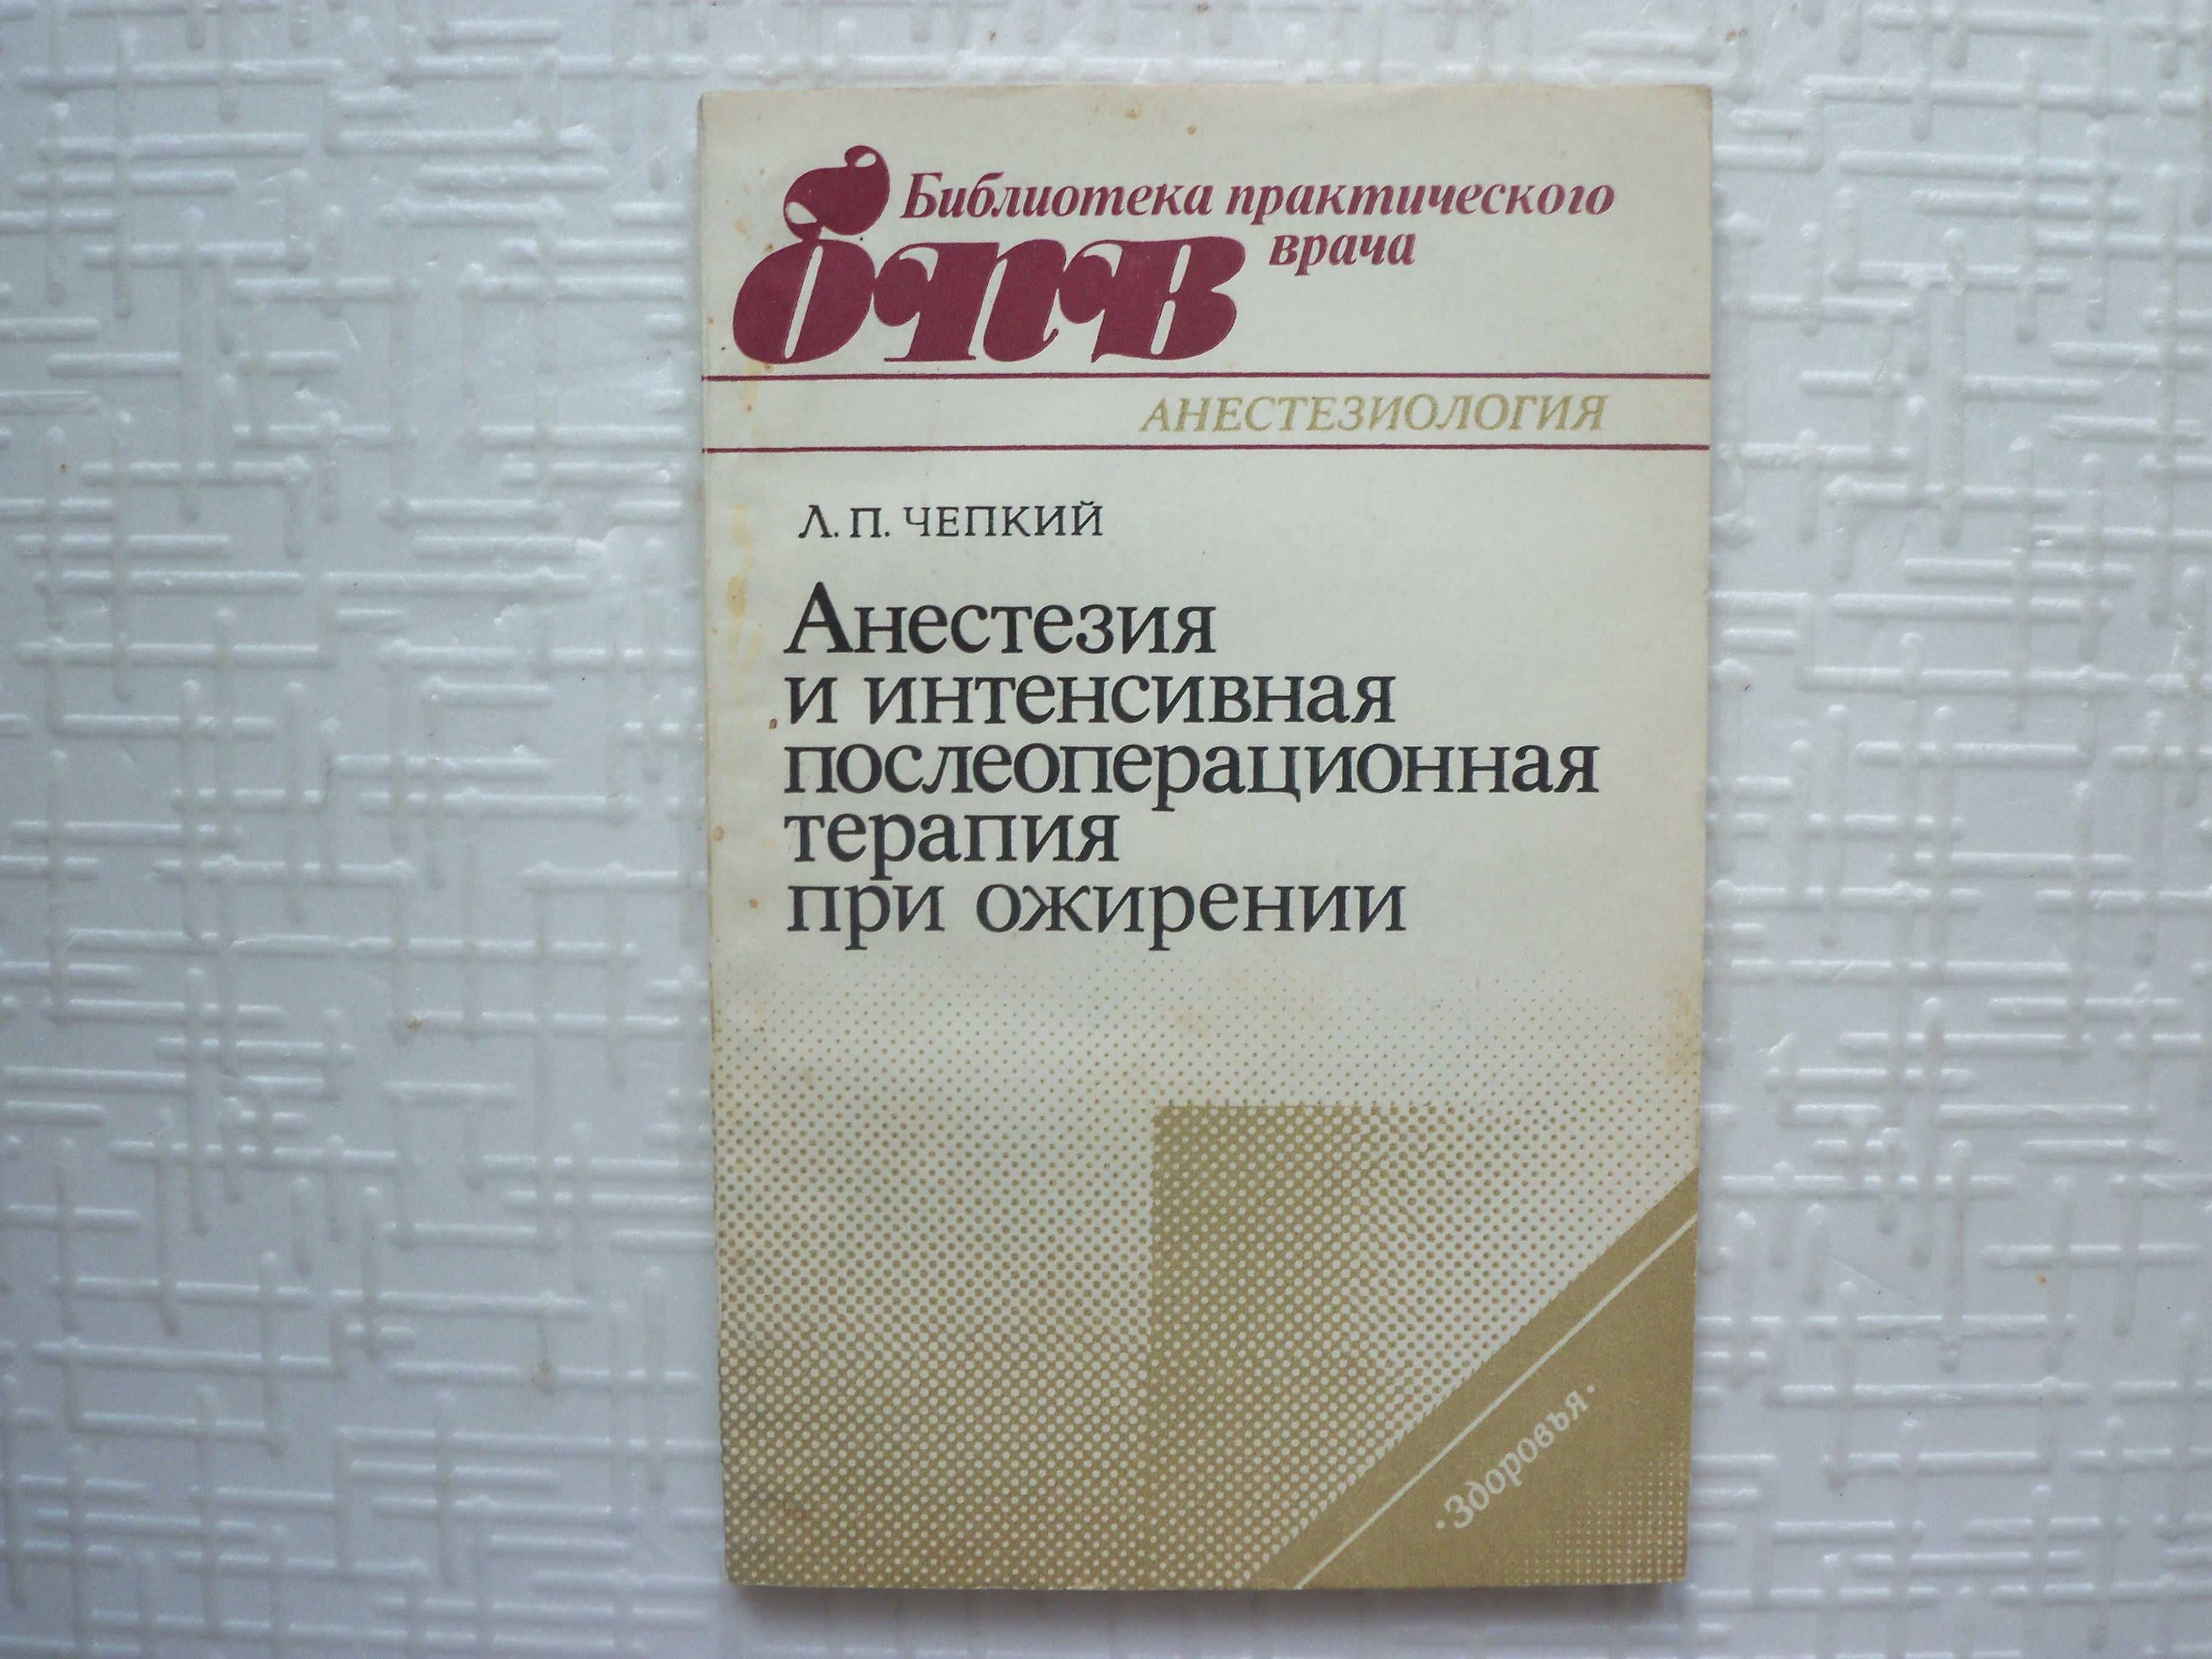 Библиотека практического
врача
бпв
АНЕСТЕЗИОЛОГИЯ
Л. П. ЧЕПКИЙ
Анестезия
и интенсивная
послеоперационная
терапия
при ожирении
·Здоровья·